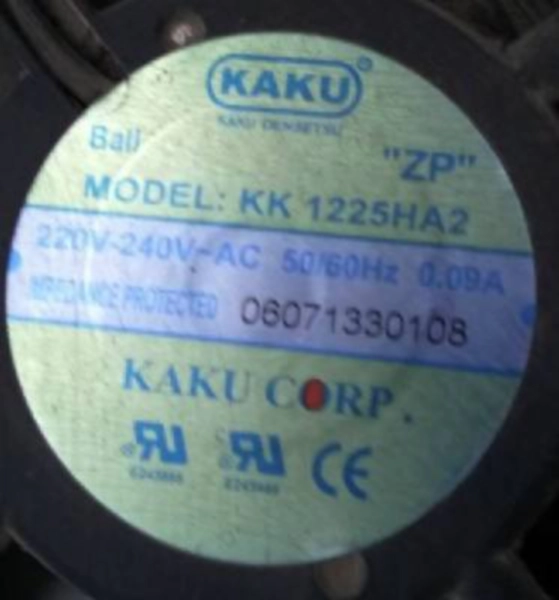 KAKU
KAKU DENSETSU
Ball
"ZP"
MODEL: KK 1225HA2
220V-240V~AC 50/60Hz 0.09A
IMPEDANCE PROTECTED 06071330108
KAKU CORP.
CE